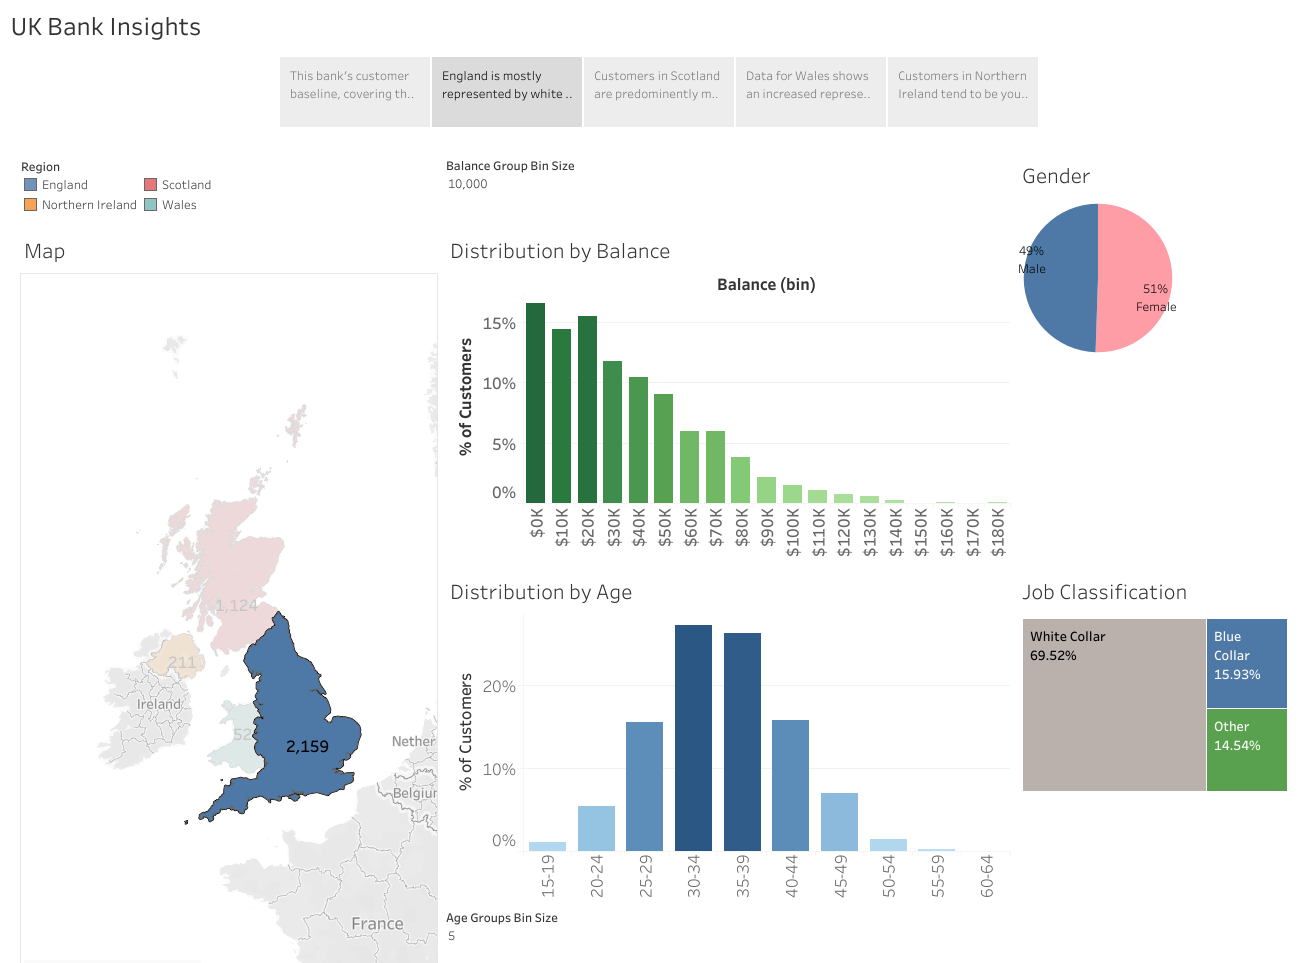 UK Bank Insights
This bank's customer
baseline, covering th..
England is mostly
represented by white ..
Customers in Scotland
are predominently m..
Data for Wales shows
an increased represe..
Customers in Northern
Ireland tend to be you..
Region
England
Scotland
Northern Ireland
Wales
Balance Group Bin Size
10,000
Gender
49%
Male
51%
Female
Map
1,124
211
Ireland
52
2,159
Nether
Belgiur
France
Distribution by Balance
Balance (bin)
% of Customers
15%
10%
5%
0%
$0K
$10K
$20K
$30K
$40K
$50K
$60K
$70K
$80K
$90K
$100K
$110K
$120K
$130K
$140K
$150K
$160K
$170K
$180K
Distribution by Age
% of Customers
20%
10%
0%
15-19
20-24
25-29
30-34
35-39
40-44
45-49
50-54
55-59
60-64
Age Groups Bin Size
5
Job Classification
White Collar
69.52%
Blue
Collar
15.93%
Other
14.54%